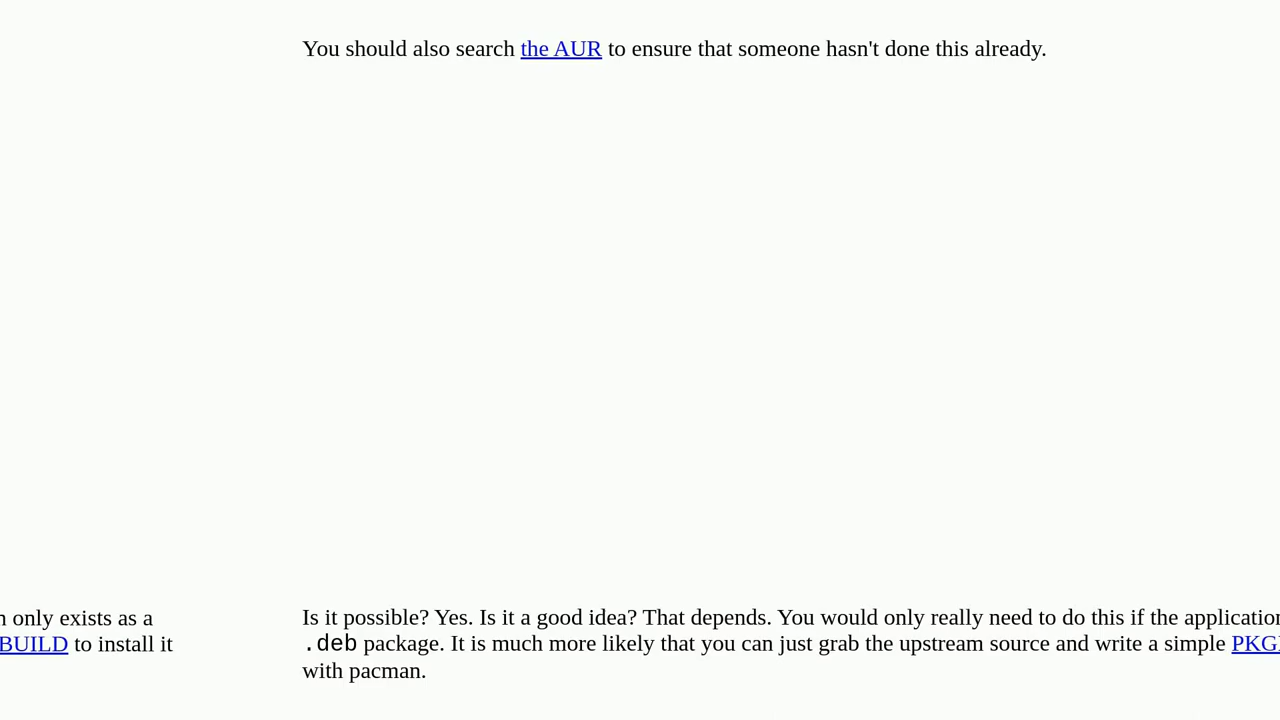 You should also search the AUR to ensure that someone hasn't done this already.
only exists as a
BUILD to install it
Is it possible? Yes. Is it a good idea? That depends. You would only really need to do this if the application
.deb package. It is much more likely that you can just grab the upstream source and write a simple PKG
with pacman.